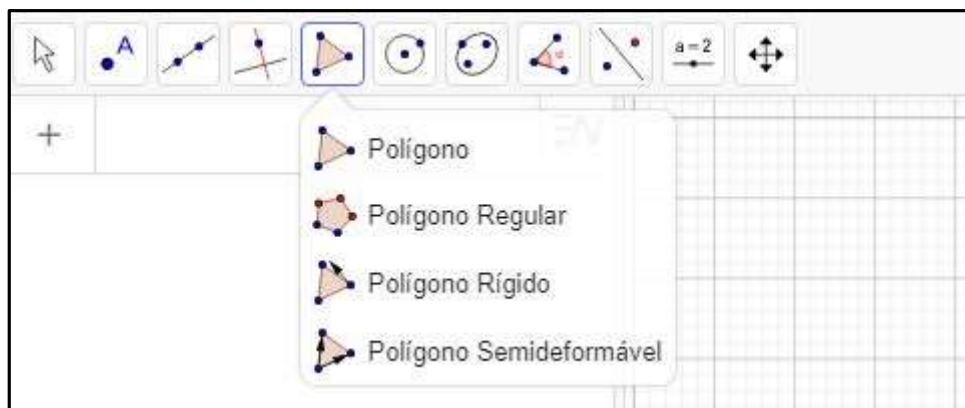 A
a = 2
+
Polígono
Polígono Regular
Polígono Rígido
Polígono Semideformável